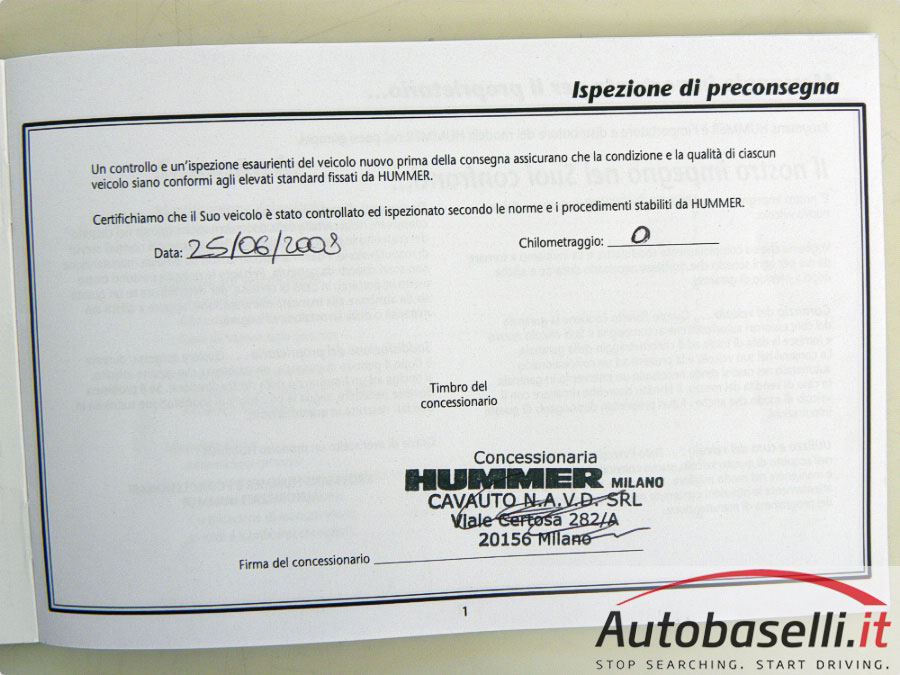 Ispezione di preconsegna
Un controllo e un'ispezione esaurienti del veicolo nuovo prima della consegna assicurano che la condizione e la qualità di ciascun
veicolo siano conformi agli elevati standard fissati da HUMMER.
Certifichiamo che il Suo veicolo è stato controllato ed ispezionato secondo le norme e i procedimenti stabiliti da HUMMER.
Data: 25/06/2008 Chilometraggio: 0
Timbro del
concessionario
Concessionaria
HUMMER MILANO
CAVAUTO N.A.V.D. SRL
Viale Certosa 282/A
20156 Milano
Firma del concessionario
1
Autobaselli.it
STOP SEARCHING. START DRIVING.